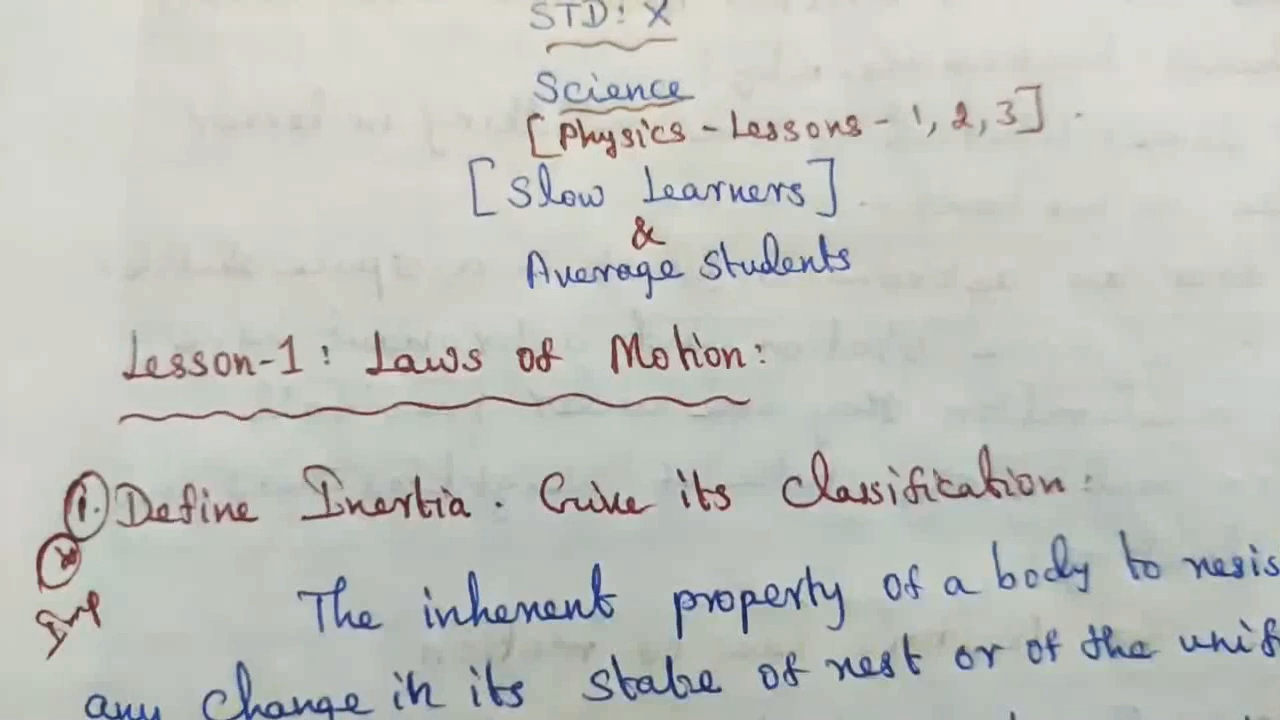 STD: X
Science
[Physics - Lessons - 1, 2, 3].
[Slow Learners]
&
Average Students
Lesson-1: Laws of Motion:
1. Define Inertia. Give its Classification:
Imp
The inherent property of a body to resis
any change in its state of rest or of the unif